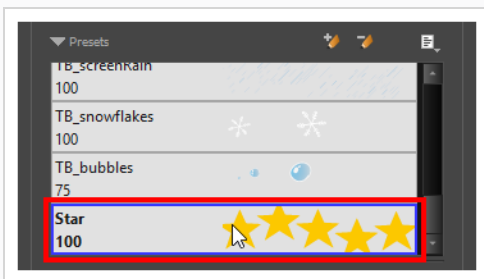 Presets
TB_screenRain
100
TB_snowflakes
100
TB_bubbles
75
Star
100